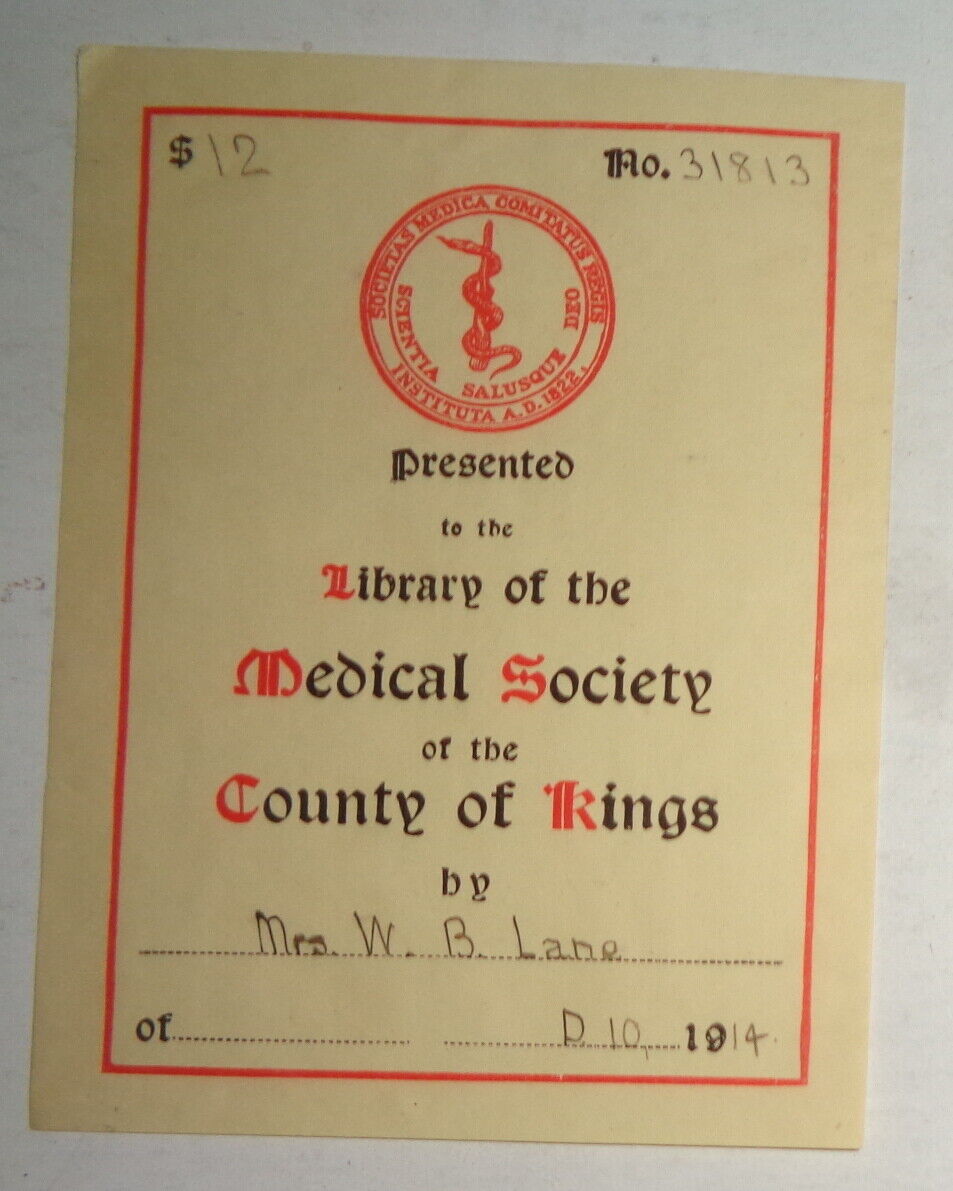 $ 12 No. 31813
SOCIETAS MEDICA COMITATUS REGIS
SCIENTIA SALUSQUE DEO
INSTITUTA A.D. 1822.
Presented
to the
Library of the
Medical Society
of the
County of Kings
by
Mrs. W. B. Lane
of D. 10, 1914.